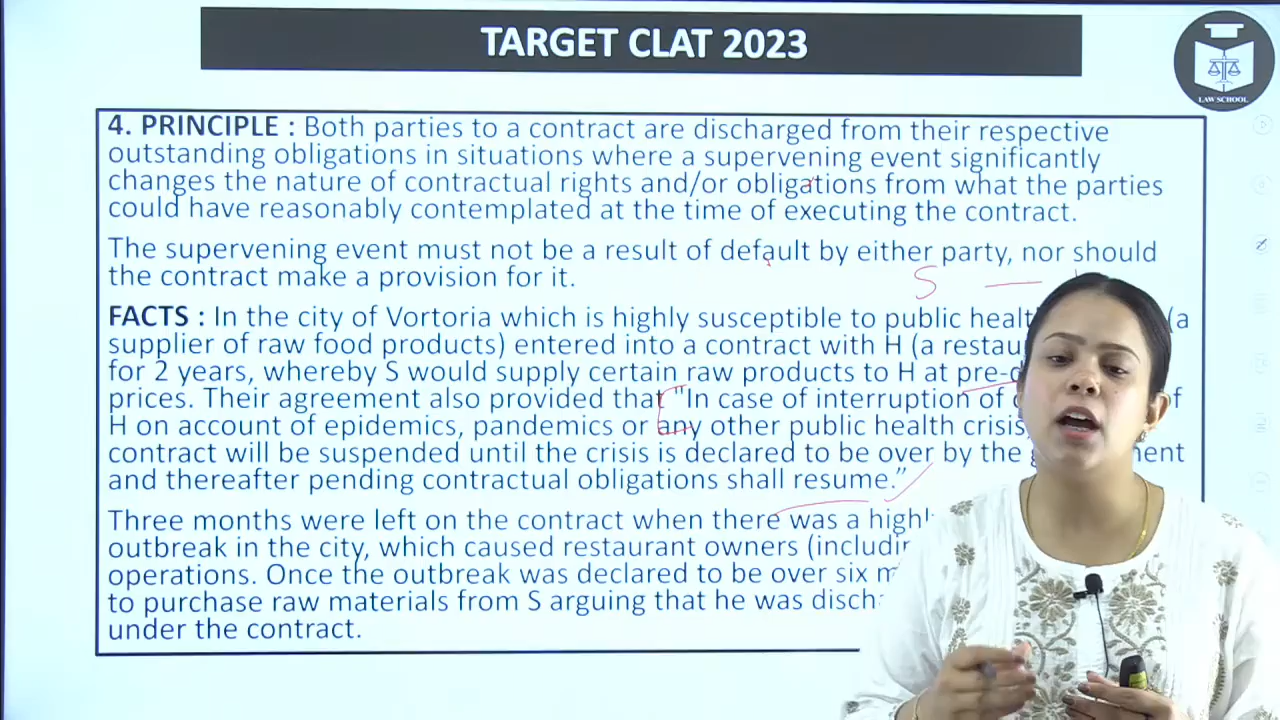 TARGET CLAT 2023
LAW SCHOOL
4. PRINCIPLE : Both parties to a contract are discharged from their respective
outstanding obligations in situations where a supervening event significantly
changes the nature of contractual rights and/or obligations from what the parties
could have reasonably contemplated at the time of executing the contract.
The supervening event must not be a result of default by either party, nor should
the contract make a provision for it.
S
FACTS : In the city of Vortoria which is highly susceptible to public (a
supplier of raw food products) entered into a contract with H (a
for 2 years, whereby S would supply certain raw products to H at
prices. Their agreement also provided that "In case of interruption of of
H on account of epidemics, pandemics or any other public health crisis,
contract will be suspended until the crisis is declared to be over by the
and thereafter pending contractual obligations shall resume.”
Three months were left on the contract when there was a
outbreak in the city, which caused restaurant owners
operations. Once the outbreak was declared to be over six
to purchase raw materials from S arguing that he was
under the contract.